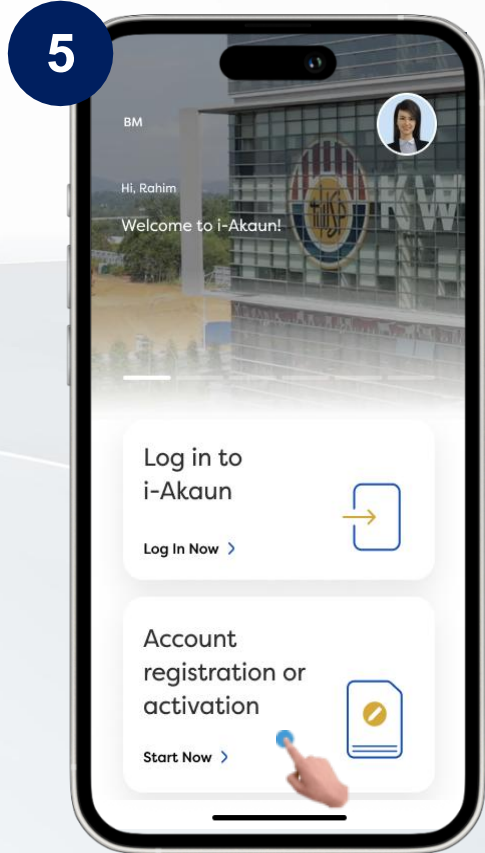 5
BM
Hi, Rahim
Welcome to i-Akaun!
KW
Log in to
i-Akaun
Log In Now
Account
registration or
activation
Start Now